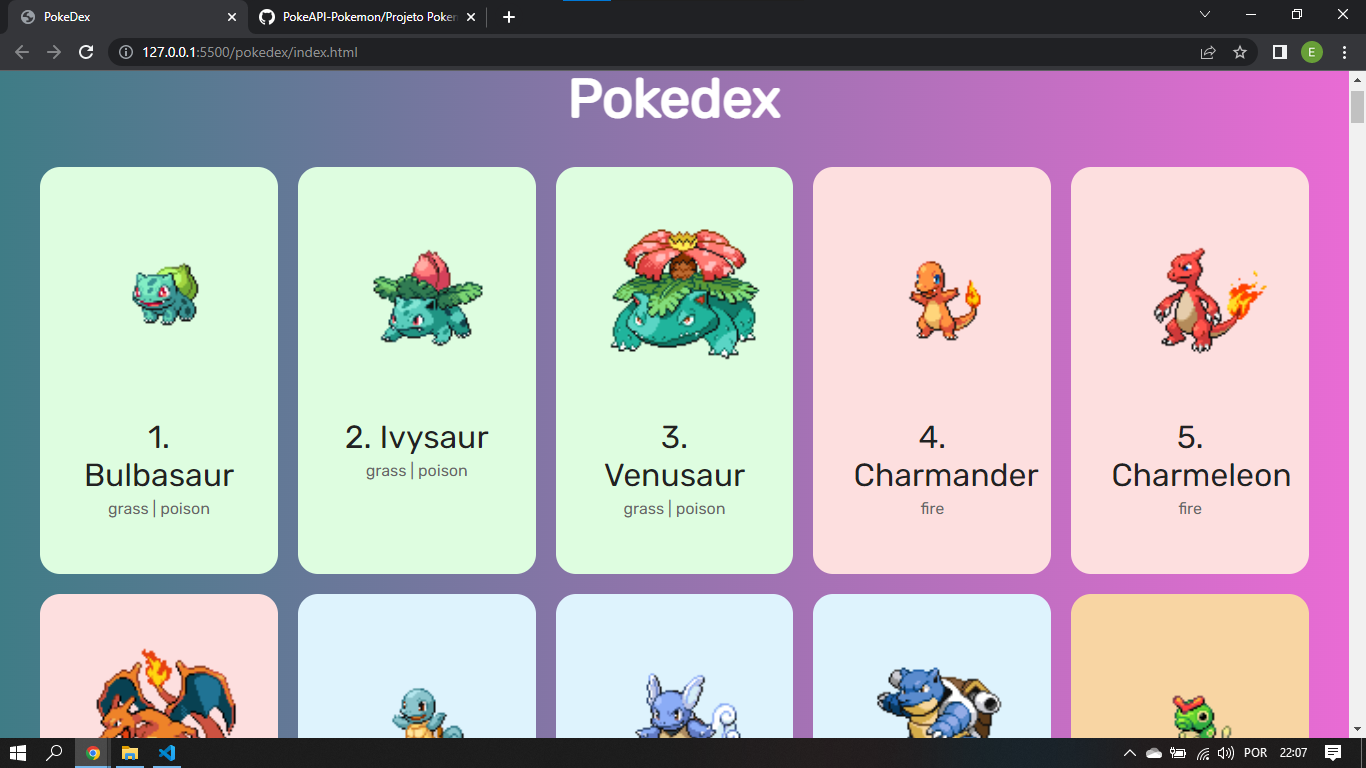 PokeDex
PokeAPI-Pokemon/Projeto Pokem
127.0.0.1:5500/pokedex/index.html
E
Pokedex
1.
Bulbasaur
grass | poison
2. Ivysaur
grass | poison
3.
Venusaur
grass | poison
4.
Charmander
fire
5.
Charmeleon
fire
POR
22:07